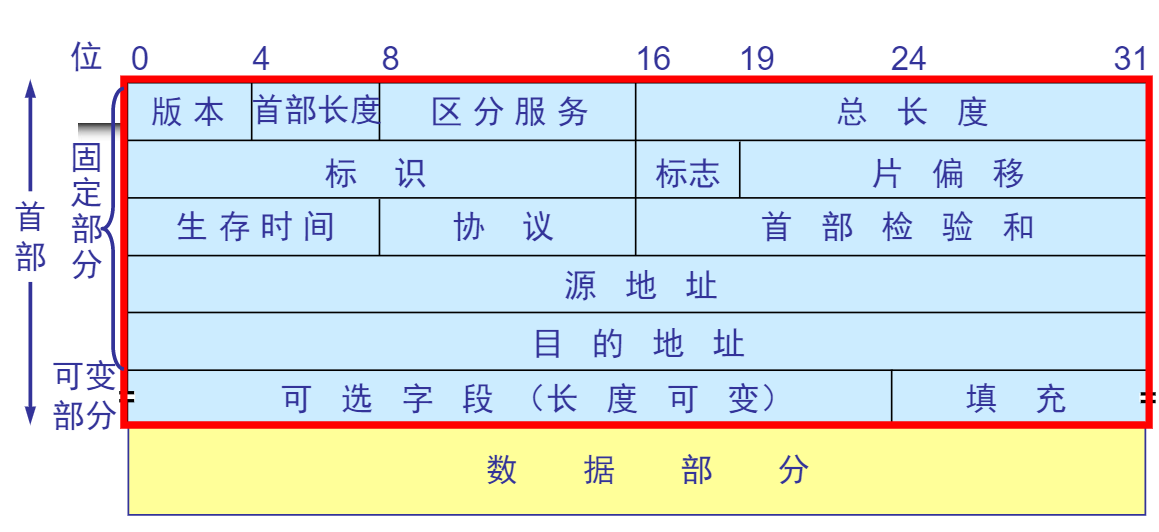 位 0 4 8 16 19 24 31
版本 首部长度 区分服务 总长度
标识 标志 片偏移
生存时间 协议 首部检验和
源地址
目的地址
可选字段（长度可变） 填充
数据部分
首部
固定部分
可变
部分